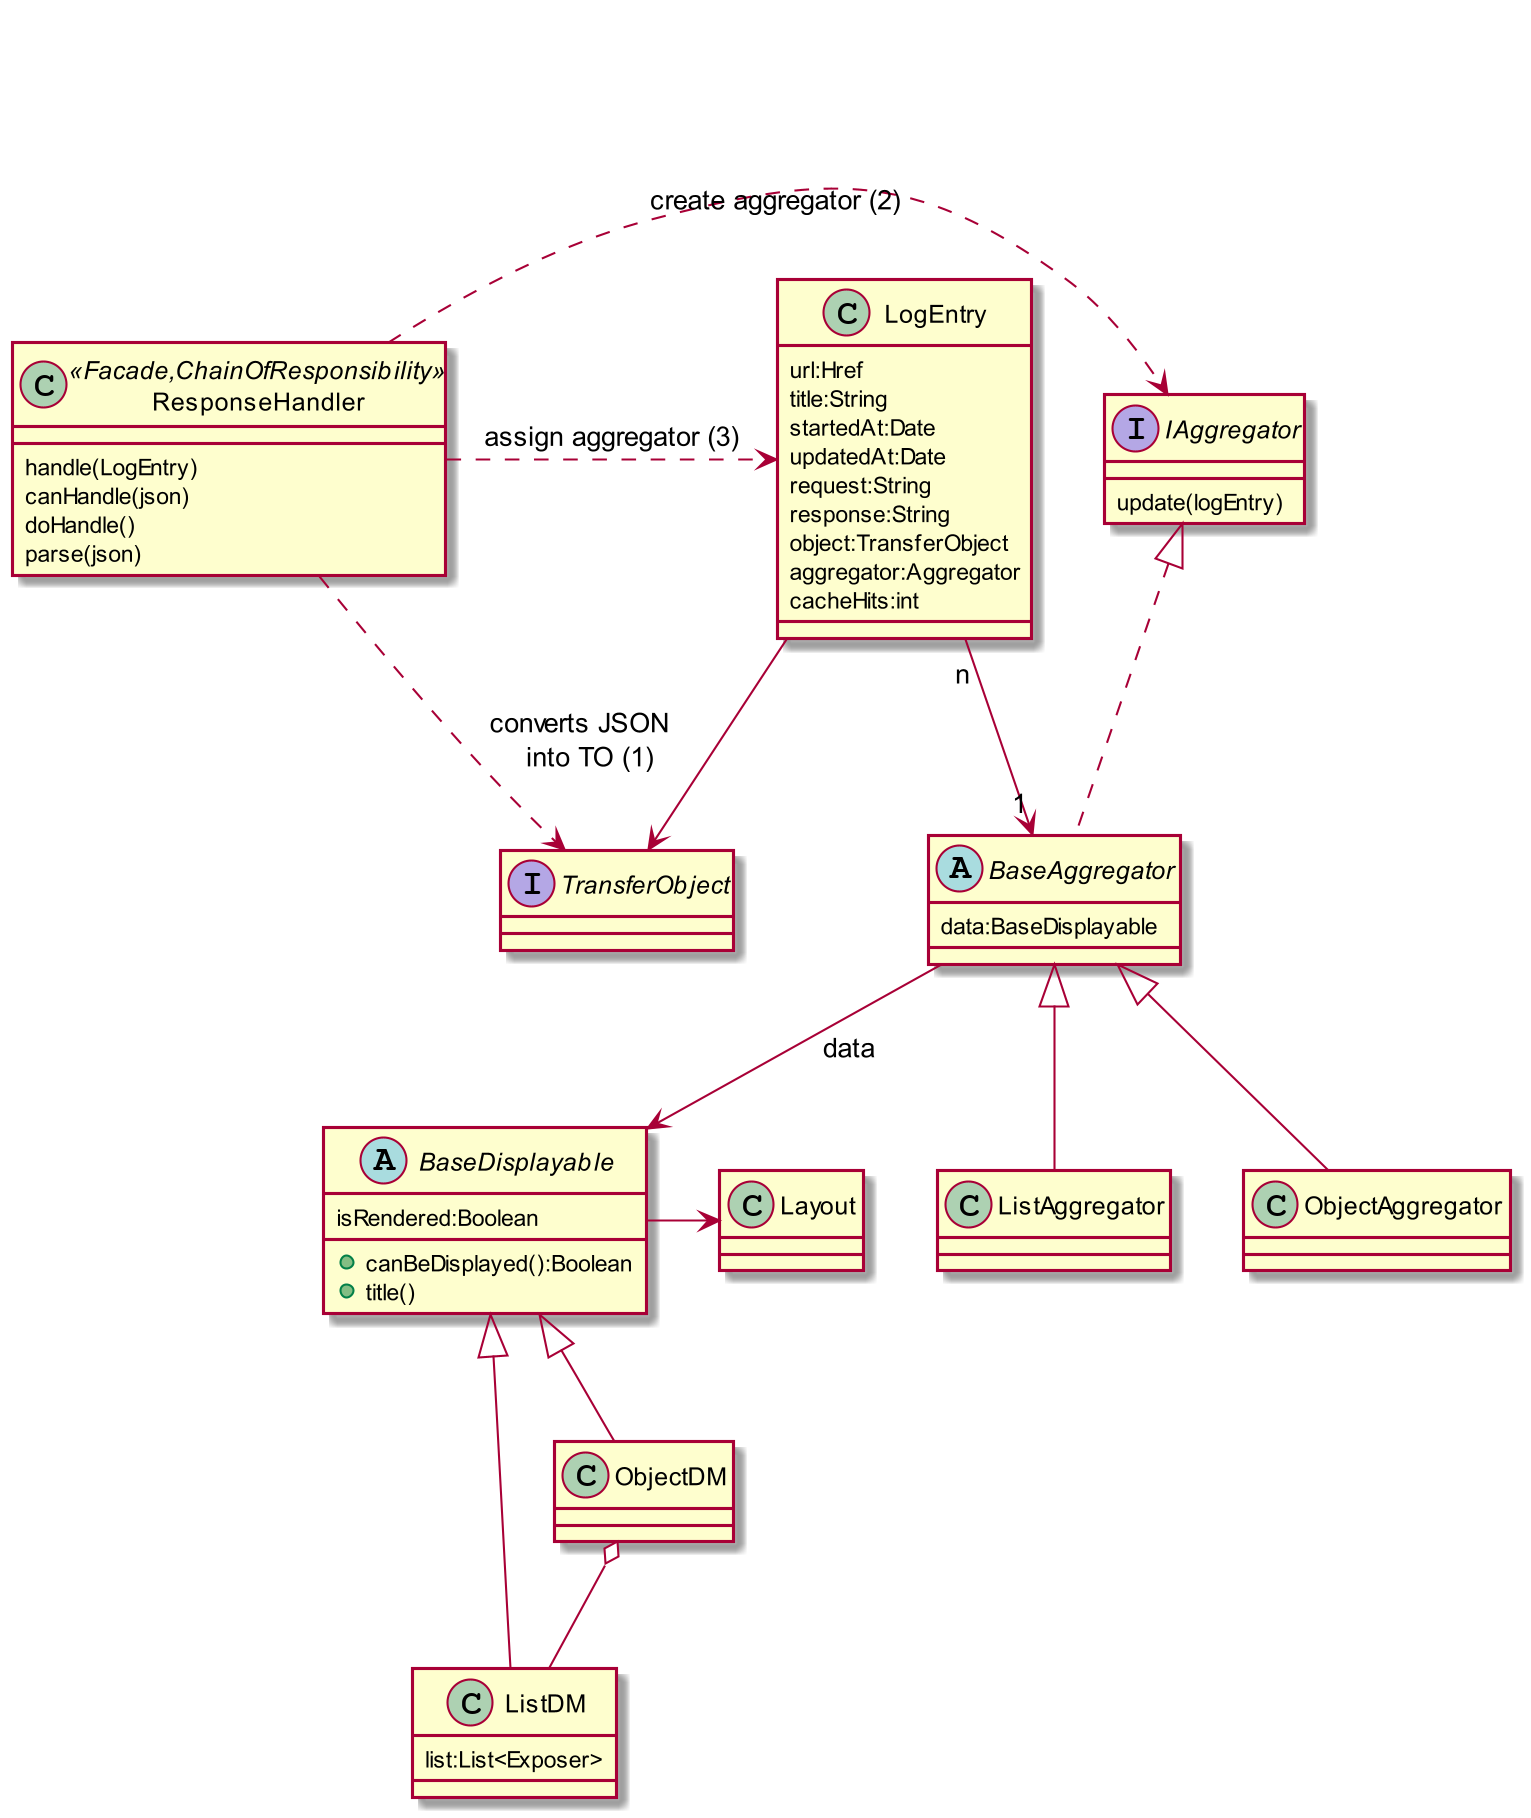 create aggregator (2)
C
LogEntry
url:Href
title:String
startedAt:Date
updatedAt:Date
request:String
response:String
object:TransferObject
aggregator:Aggregator
cacheHits:int
C
«Facade,ChainOfResponsibility»
ResponseHandler
handle(LogEntry)
canHandle(json)
doHandle()
parse(json)
assign aggregator (3)
I
IAggregator
update(logEntry)
n
converts JSON
into TO (1)
1
I
TransferObject
A
BaseAggregator
data:BaseDisplayable
data
A
BaseDisplayable
isRendered:Boolean
canBeDisplayed():Boolean
title()
C
Layout
C
ListAggregator
C
ObjectAggregator
C
ObjectDM
C
ListDM
list:List<Exposer>